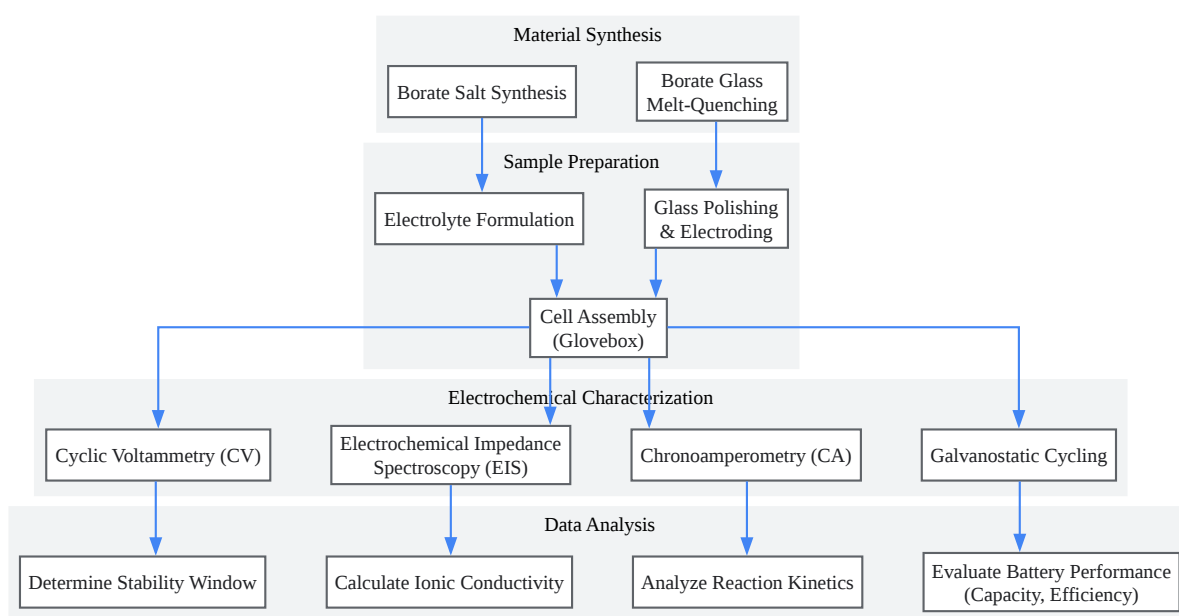 Material Synthesis
Borate Salt Synthesis
Borate Glass
Melt-Quenching
Sample Preparation
Electrolyte Formulation
Glass Polishing
& Electroding
Cell Assembly
(Glovebox)
Electrochemical Characterization
Cyclic Voltammetry (CV)
Electrochemical Impedance
Spectroscopy (EIS)
Chronoamperometry (CA)
Galvanostatic Cycling
Data Analysis
Determine Stability Window
Calculate Ionic Conductivity
Analyze Reaction Kinetics
Evaluate Battery Performance
(Capacity, Efficiency)